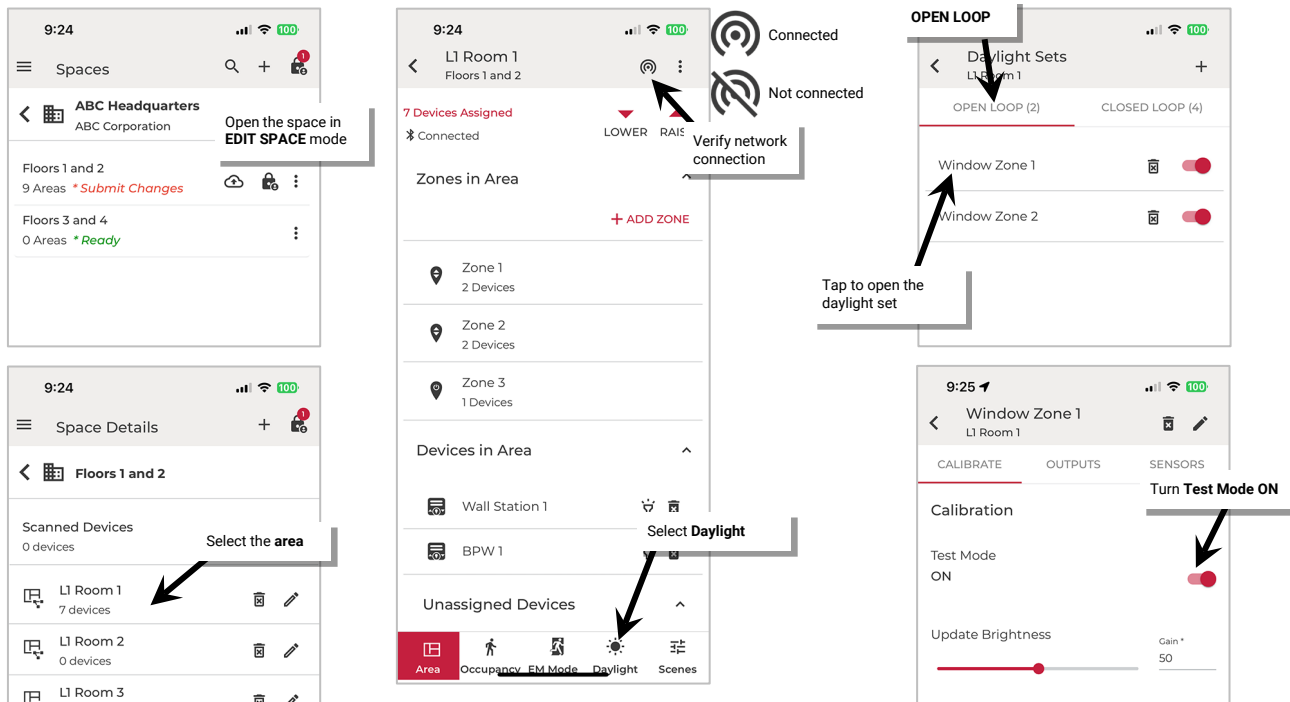 9:24
100
Spaces
1
ABC Headquarters
ABC Corporation
Open the space in
EDIT SPACE mode
Floors 1 and 2
9 Areas * Submit Changes
Floors 3 and 4
0 Areas * Ready
9:24
100
Space Details
1
Floors 1 and 2
Scanned Devices
0 devices
Select the area
L1 Room 1
7 devices
L1 Room 2
0 devices
L1 Room 3
9:24
100
L1 Room 1
Floors 1 and 2
Connected
Not connected
7 Devices Assigned
Connected
LOWER
Verify network
connection
Zones in Area
+ ADD ZONE
Zone 1
2 Devices
Zone 2
2 Devices
Zone 3
1 Devices
Devices in Area
Wall Station 1
Select Daylight
BPW 1
Unassigned Devices
Area
Occupancy
EM Mode
Daylight
Scenes
OPEN LOOP
100
Daylight Sets
L1 Room 1
OPEN LOOP (2)
CLOSED LOOP (4)
Window Zone 1
Window Zone 2
Tap to open the
daylight set
9:25
100
Window Zone 1
L1 Room 1
CALIBRATE
OUTPUTS
SENSORS
Turn Test Mode ON
Calibration
Test Mode
ON
Update Brightness
Gain *
50